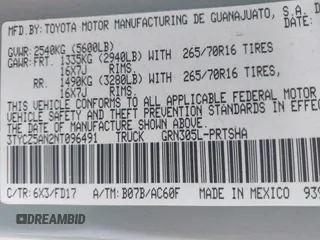 MFD.BY: TOYOTA MOTOR MANUFACTURING DE GUANAJUATO, S.A. D
DATE:
GVWR: 2540KG (5600LB)
GAWR: FRT. 1335KG (2940LB) WITH 265/70R16 TIRES
16X7J RIMS,
RR. 1490KG (3280LB) WITH 265/70R16 TIRES
16X7J RIMS,
THIS VEHICLE CONFORMS TO ALL APPLICABLE FEDERAL MOTOR
VEHICLE SAFETY AND THEFT PREVENTION STANDARDS IN EFFECT
DATE OF MANUFACTURE SHOWN ABOVE.
3TYCZ5AN2NT096491 TRUCK GRN305L-PRTSHA
C/TR: 6X3/FD17 A/TM: B07B/AC60F MADE IN MEXICO 939
© DREAMBID